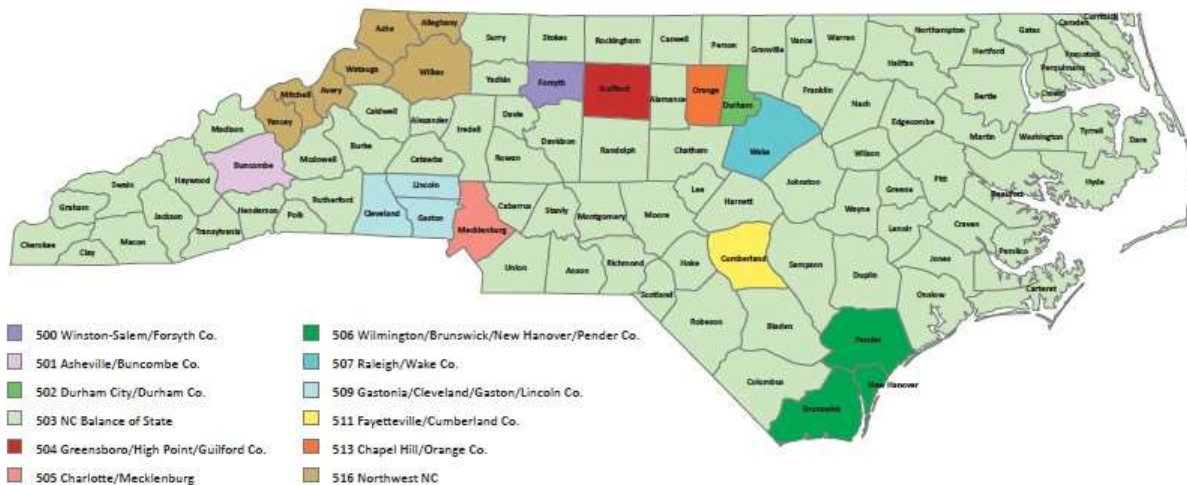 Currituck
Alleghany
Camden
Ashe
Northampton
Gates
Surry
Stokes
Rockingham
Caswell
Person
Vance
Warren
Granville
Hertford
Pasquotank
Halifax
Perquimans
Watauga
Wilkes
Yadkin
Forsyth
Guilford
Orange
Durham
Franklin
Bertie
Mitchell
Avery
Alamance
Nash
Yancey
Caldwell
Alexander
Davie
Edgecombe
Madison
Iredell
Davidson
Martin
Washington
Tyrrell
Dare
Burke
Randolph
Chatham
Wake
Wilson
Buncombe
McDowell
Catawba
Rowan
Swain
Haywood
Lincoln
Lee
Johnston
Greene
Pitt
Hyde
Beaufort
Graham
Rutherford
Cabarrus
Harnett
Jackson
Henderson
Polk
Cleveland
Gaston
Stanly
Montgomery
Moore
Wayne
Craven
Cherokee
Macon
Transylvania
Mecklenburg
Lenoir
Clay
Pamlico
Cumberland
Sampson
Jones
Union
Anson
Richmond
Hoke
Duplin
Carteret
Scotland
Onslow
Robeson
Bladen
Pender
Columbus
New Hanover
Brunswick
500 Winston-Salem/Forsyth Co.
501 Asheville/Buncombe Co.
502 Durham City/Durham Co.
503 NC Balance of State
504 Greensboro/High Point/Guilford Co.
505 Charlotte/Mecklenburg
506 Wilmington/Brunswick/New Hanover/Pender Co.
507 Raleigh/Wake Co.
509 Gastonia/Cleveland/Gaston/Lincoln Co.
511 Fayetteville/Cumberland Co.
513 Chapel Hill/Orange Co.
516 Northwest NC